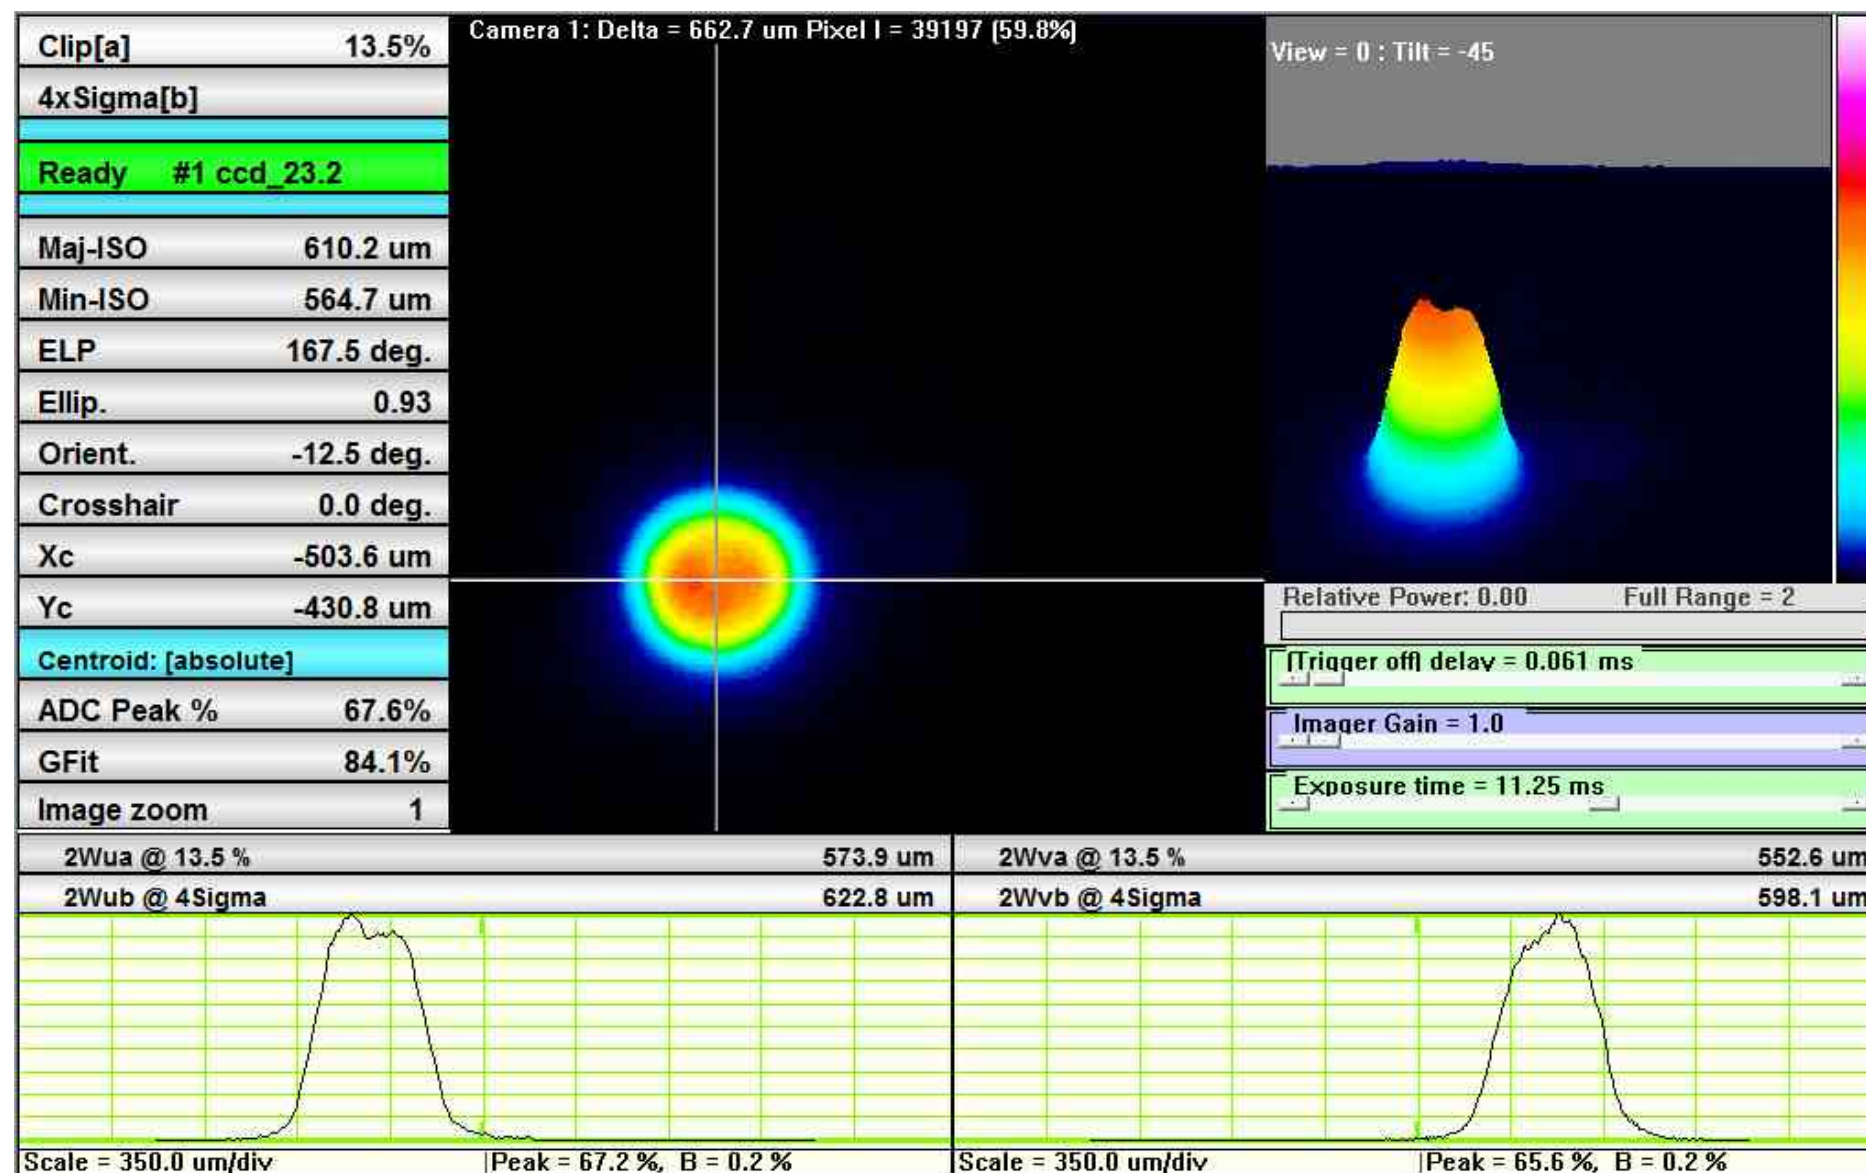 Clip[a] 13.5%
4xSigma[b]
Ready #1 ccd_23.2
Maj-ISO 610.2 um
Min-ISO 564.7 um
ELP 167.5 deg.
Ellip. 0.93
Orient. -12.5 deg.
Crosshair 0.0 deg.
Xc -503.6 um
Yc -430.8 um
Centroid: [absolute]
ADC Peak % 67.6%
GFit 84.1%
Image zoom 1
Camera 1: Delta = 662.7 um Pixel I = 39197 (59.8%)
View = 0 : Tilt = -45
Relative Power: 0.00 Full Range = 2
[Trigger off] delay = 0.061 ms
Imager Gain = 1.0
Exposure time = 11.25 ms
2Wua @ 13.5 % 573.9 um
2Wub @ 4Sigma 622.8 um
2Wva @ 13.5 % 552.6 um
2Wvb @ 4Sigma 598.1 um
Scale = 350.0 um/div Peak = 67.2 %, B = 0.2 %
Scale = 350.0 um/div Peak = 65.6 %, B = 0.2 %